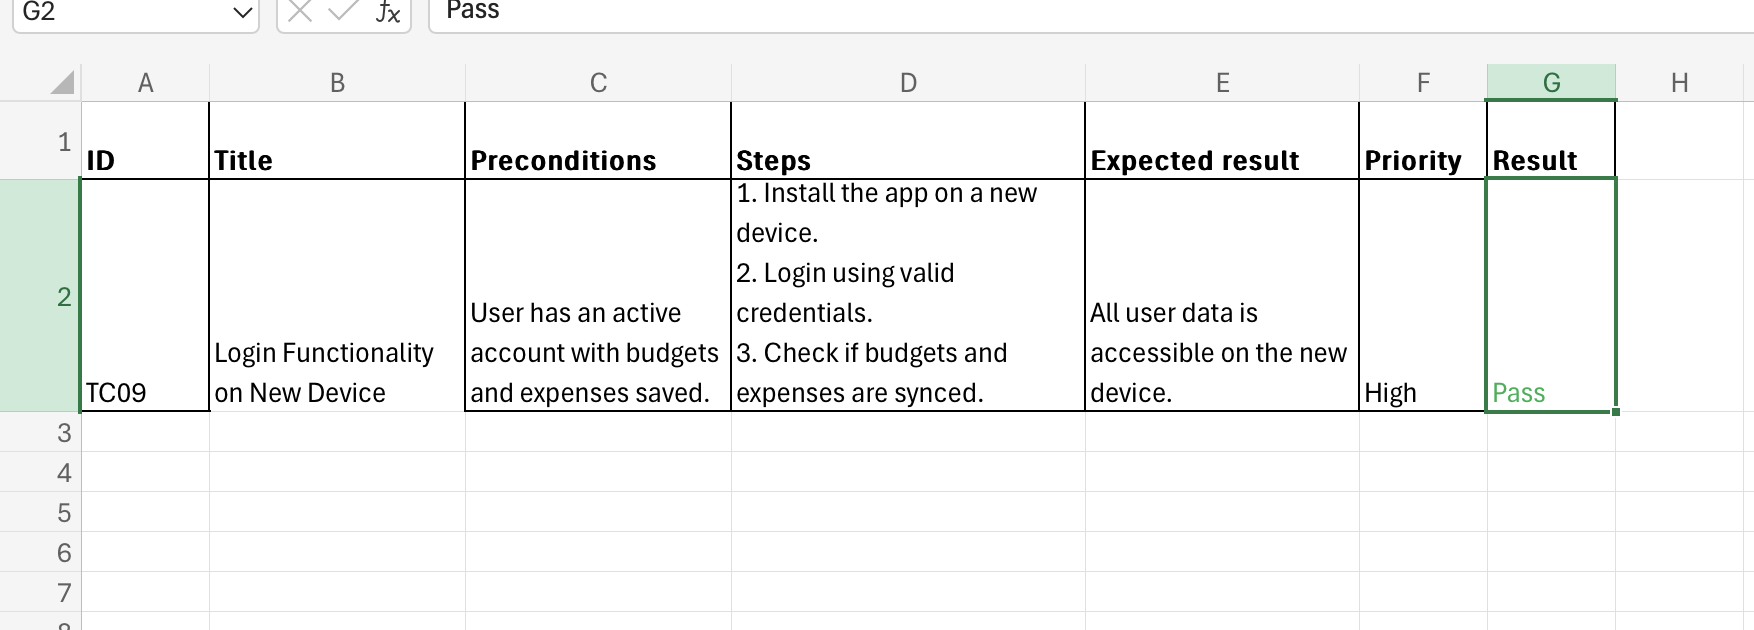 G2
fx
Pass
A B C D E F G H
1
ID
Title
Preconditions
Steps
Expected result
Priority
Result
2
TC09
Login Functionality
on New Device
User has an active
account with budgets
and expenses saved.
1. Install the app on a new
device.
2. Login using valid
credentials.
3. Check if budgets and
expenses are synced.
All user data is
accessible on the new
device.
High
Pass
3
4
5
6
7
8